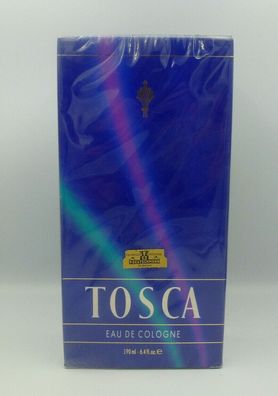 TOSCA
EAU DE COLOGNE
190 ml - 6.4 fl. oz. e